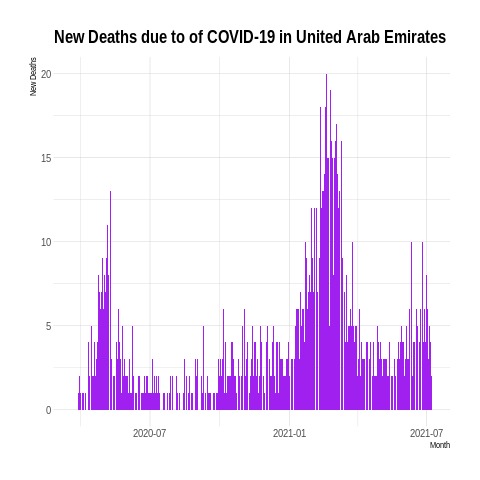 New Deaths due to of COVID-19 in United Arab Emirates
New Deaths
20
15
10
5
0
2020-07
2021-01
2021-07
Month